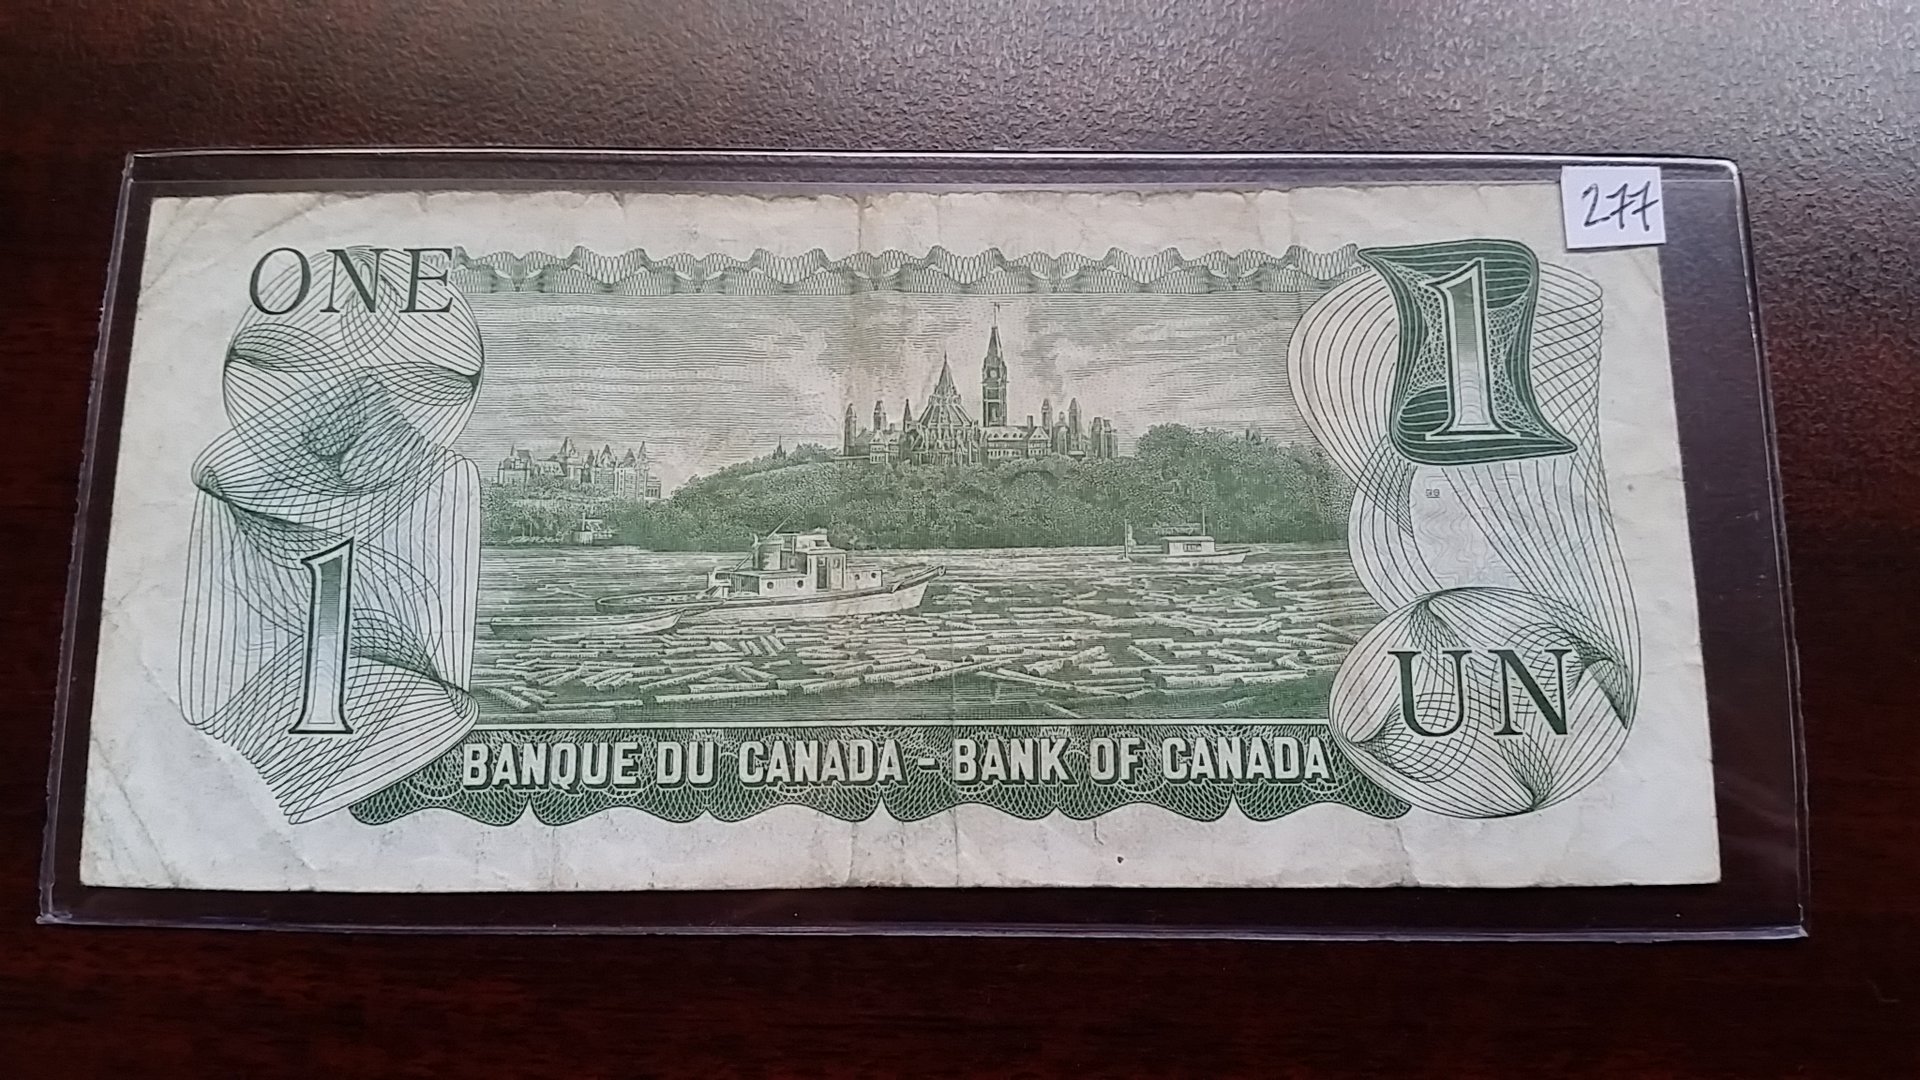 277
ONE
1
1
UN
BANQUE DU CANADA - BANK OF CANADA